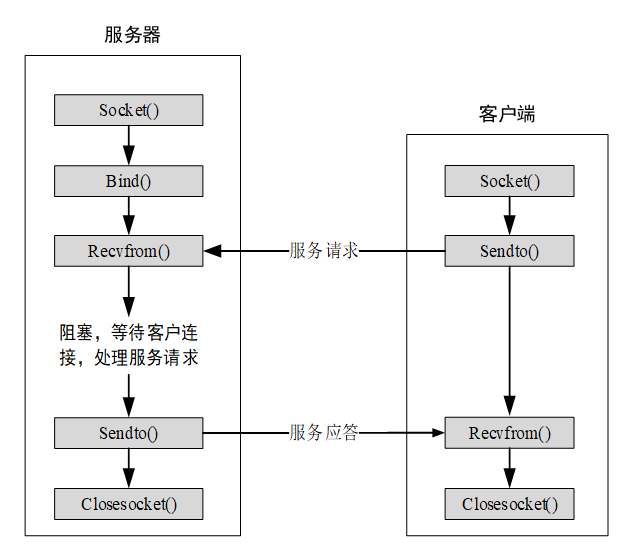 服务器
Socket()
Bind()
Recvfrom()
阻塞，等待客户连
接，处理服务请求
Sendto()
Closesocket()
服务请求
服务应答
客户端
Socket()
Sendto()
Recvfrom()
Closesocket()